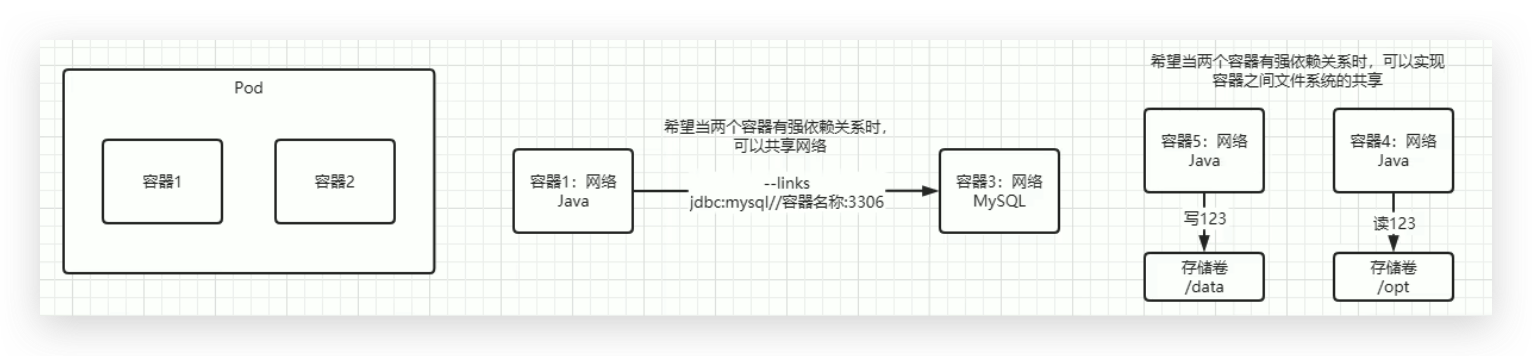 Pod
容器1
容器2
希望当两个容器有强依赖关系时，
可以共享网络
容器1：网络
Java
--links
jdbc:mysql//容器名称:3306
容器3：网络
MySQL
希望当两个容器有强依赖关系时，可以实现
容器之间文件系统的共享
容器5：网络
Java
容器4：网络
Java
写123
读123
存储卷
/data
存储卷
/opt